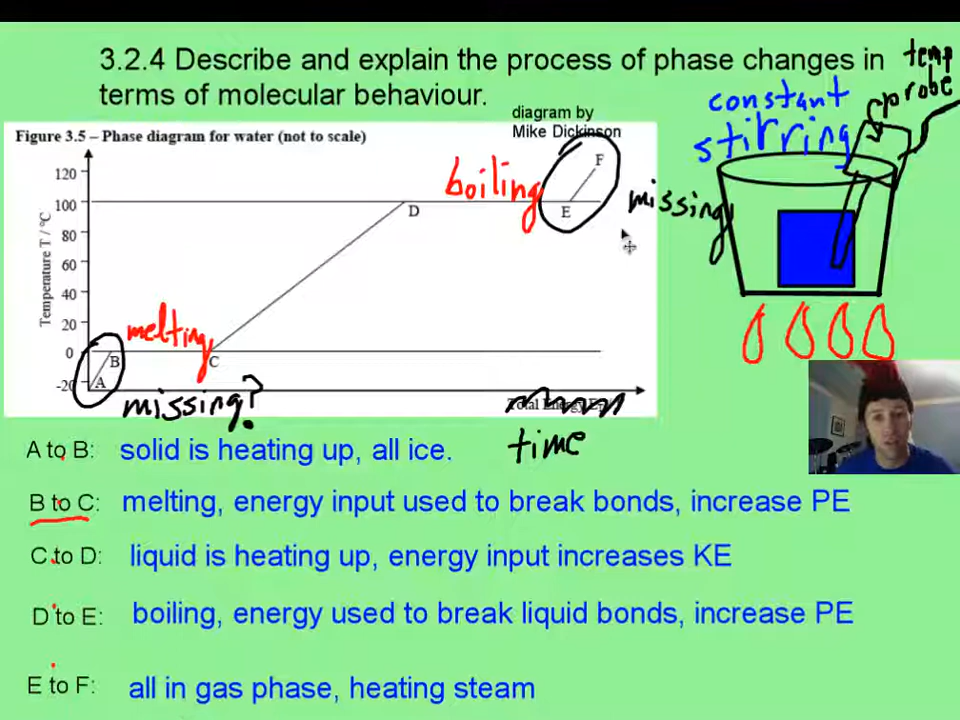 3.2.4 Describe and explain the process of phase changes in
terms of molecular behaviour.
temp
probe
constant
stirring
diagram by
Mike Dickinson
Figure 3.5 – Phase diagram for water (not to scale)
Temperature T / °C
120
100
80
60
40
20
0
-20
A
B
C
D
E
F
boiling
missing
melting
missing?
Total Energy
time
A to B: solid is heating up, all ice.
B to C: melting, energy input used to break bonds, increase PE
C to D: liquid is heating up, energy input increases KE
D to E: boiling, energy used to break liquid bonds, increase PE
E to F: all in gas phase, heating steam